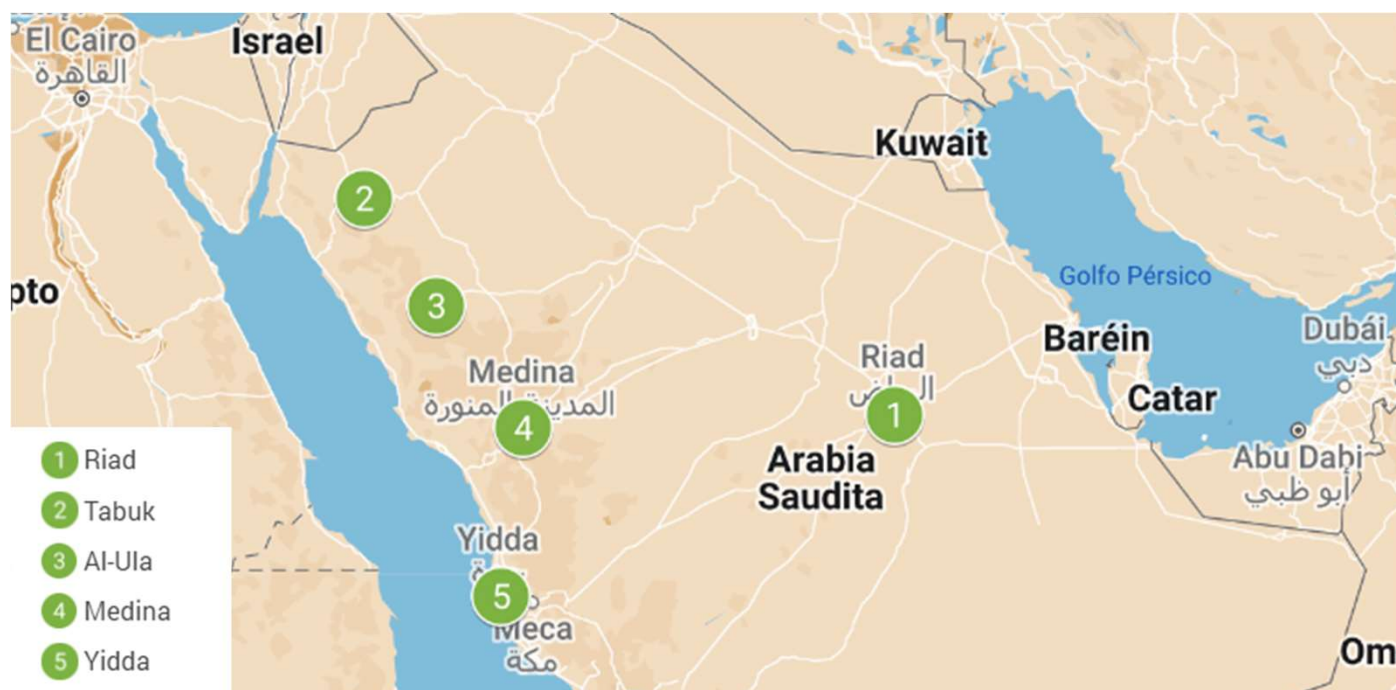 El Cairo
القاهرة
Israel
Kuwait
2
pto
3
Golfo Pérsico
Baréin
Dubái
دبي
Medina
المدينة المنورة
4
Riad
1
Catar
Abu Dabi
أبو ظبي
Arabia
Saudita
Yidda
5
Meca
مكة
Om
1 Riad
2 Tabuk
3 Al-Ula
4 Medina
5 Yidda